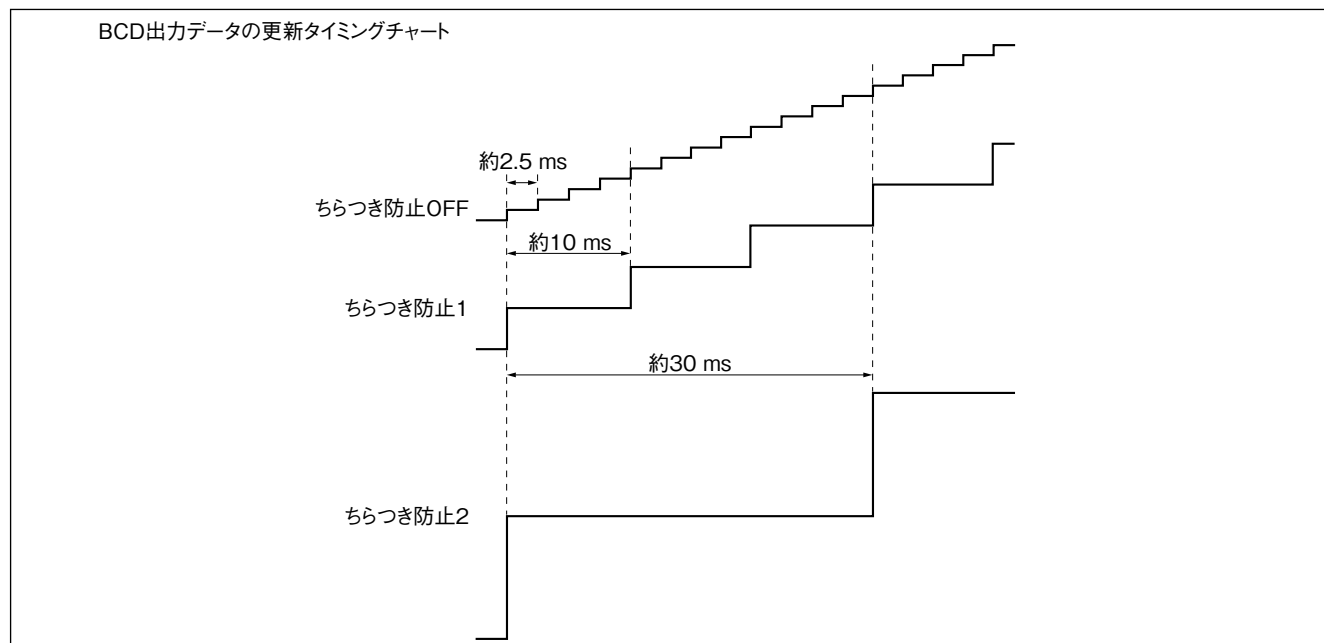 BCD出力データの更新タイミングチャート
約2.5 ms
ちらつき防止OFF
約10 ms
ちらつき防止1
約30 ms
ちらつき防止2